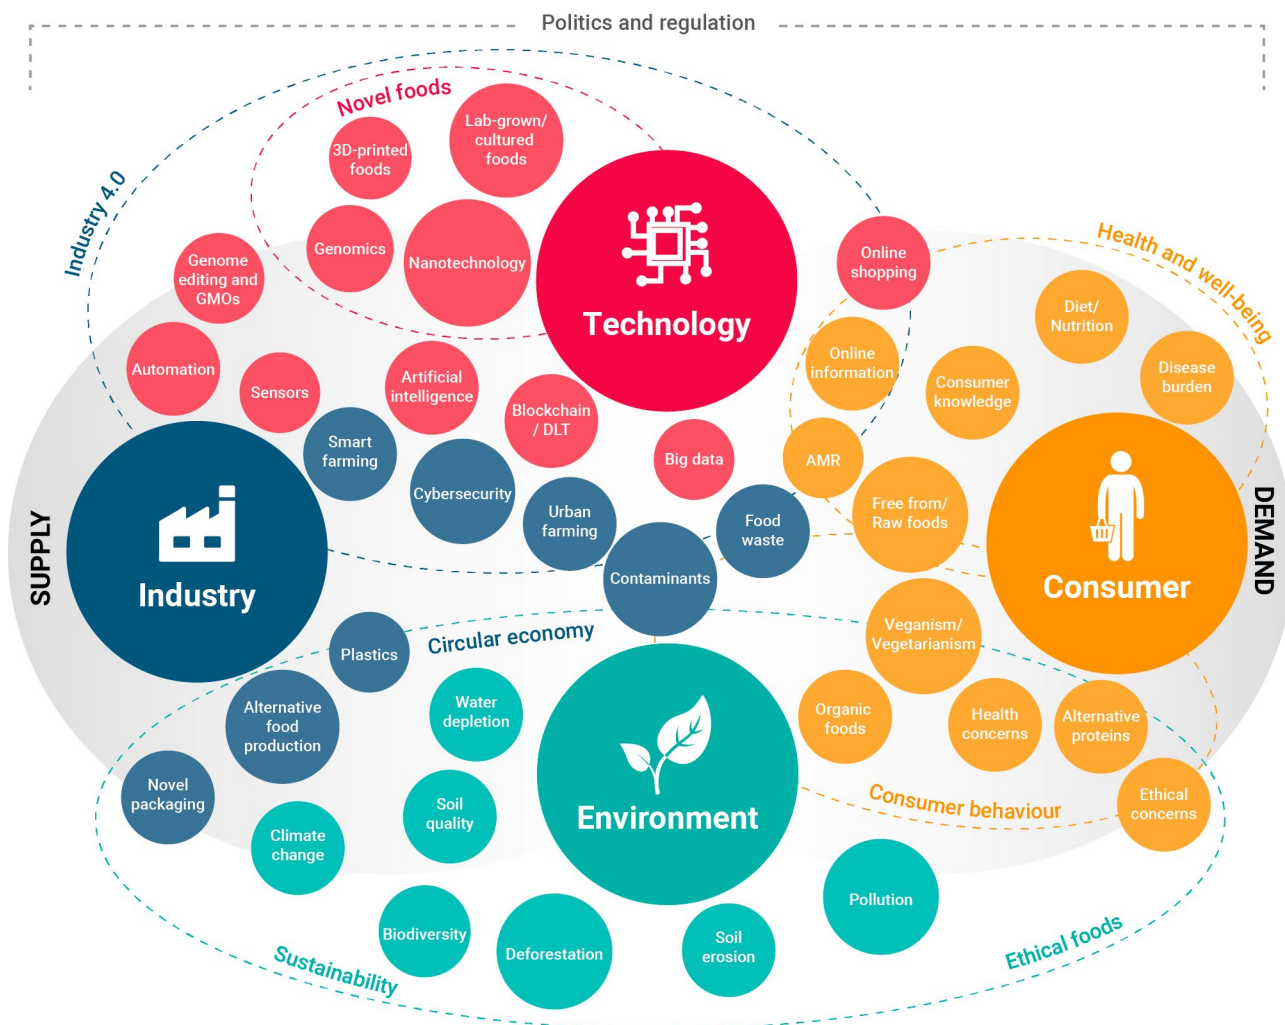 Politics and regulation
Novel foods
Lab-grown/
cultured
foods
3D-printed
foods
Industry 4.0
Genomics
Nanotechnology
Genome
editing and
GMOs
Technology
Online
shopping
Health and well-being
Diet/
Nutrition
Online
information
Consumer
knowledge
Disease
burden
Automation
Sensors
Artificial
intelligence
Blockchain
/ DLT
Big data
AMR
Smart
farming
Cybersecurity
Urban
farming
Food
waste
Free from/
Raw foods
Contaminants
SUPPLY
Industry
Consumer
DEMAND
Circular economy
Plastics
Veganism/
Vegetarianism
Alternative
food
production
Water
depletion
Organic
foods
Health
concerns
Alternative
proteins
Novel
packaging
Soil
quality
Environment
Consumer behaviour
Ethical
concerns
Climate
change
Biodiversity
Deforestation
Soil
erosion
Pollution
Sustainability
Ethical foods